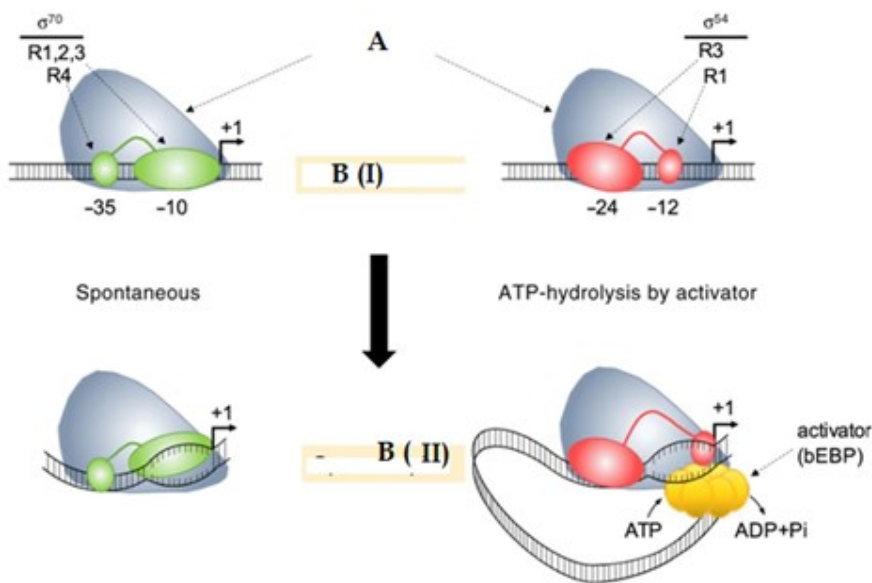 σ70
R1,2,3
R4
A
σ54
R3
R1
+1
+1
B (I)
-35
-10
-24
-12
Spontaneous
ATP-hydrolysis by activator
+1
+1
B ( II)
activator
(bEBP)
ATP
ADP+Pi